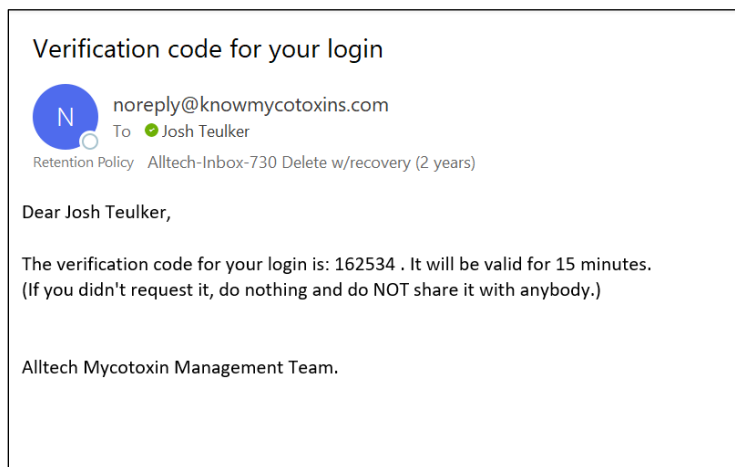 Verification code for your login
N
noreply@knowmycotoxins.com
To Josh Teulker
Retention Policy Alltech-Inbox-730 Delete w/recovery (2 years)
Dear Josh Teulker,
The verification code for your login is: 162534 . It will be valid for 15 minutes.
(If you didn't request it, do nothing and do NOT share it with anybody.)
Alltech Mycotoxin Management Team.